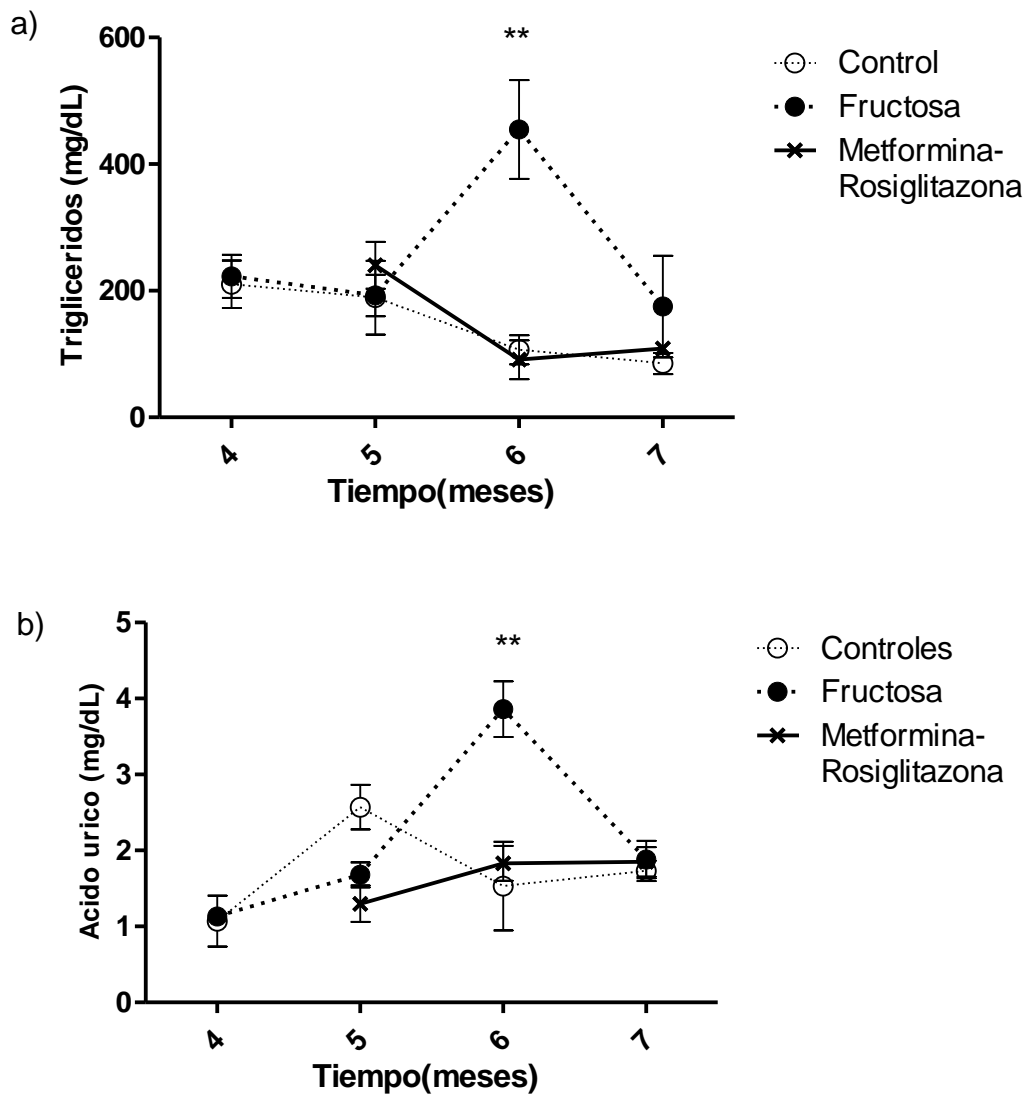 a)
Trigliceridos (mg/dL)
600
400
200
0
**
4
5
6
7
Tiempo(meses)
Control
Fructosa
Metformina-
Rosiglitazona
b)
Acido urico (mg/dL)
5
4
3
2
1
0
**
4
5
6
7
Tiempo(meses)
Controles
Fructosa
Metformina-
Rosiglitazona